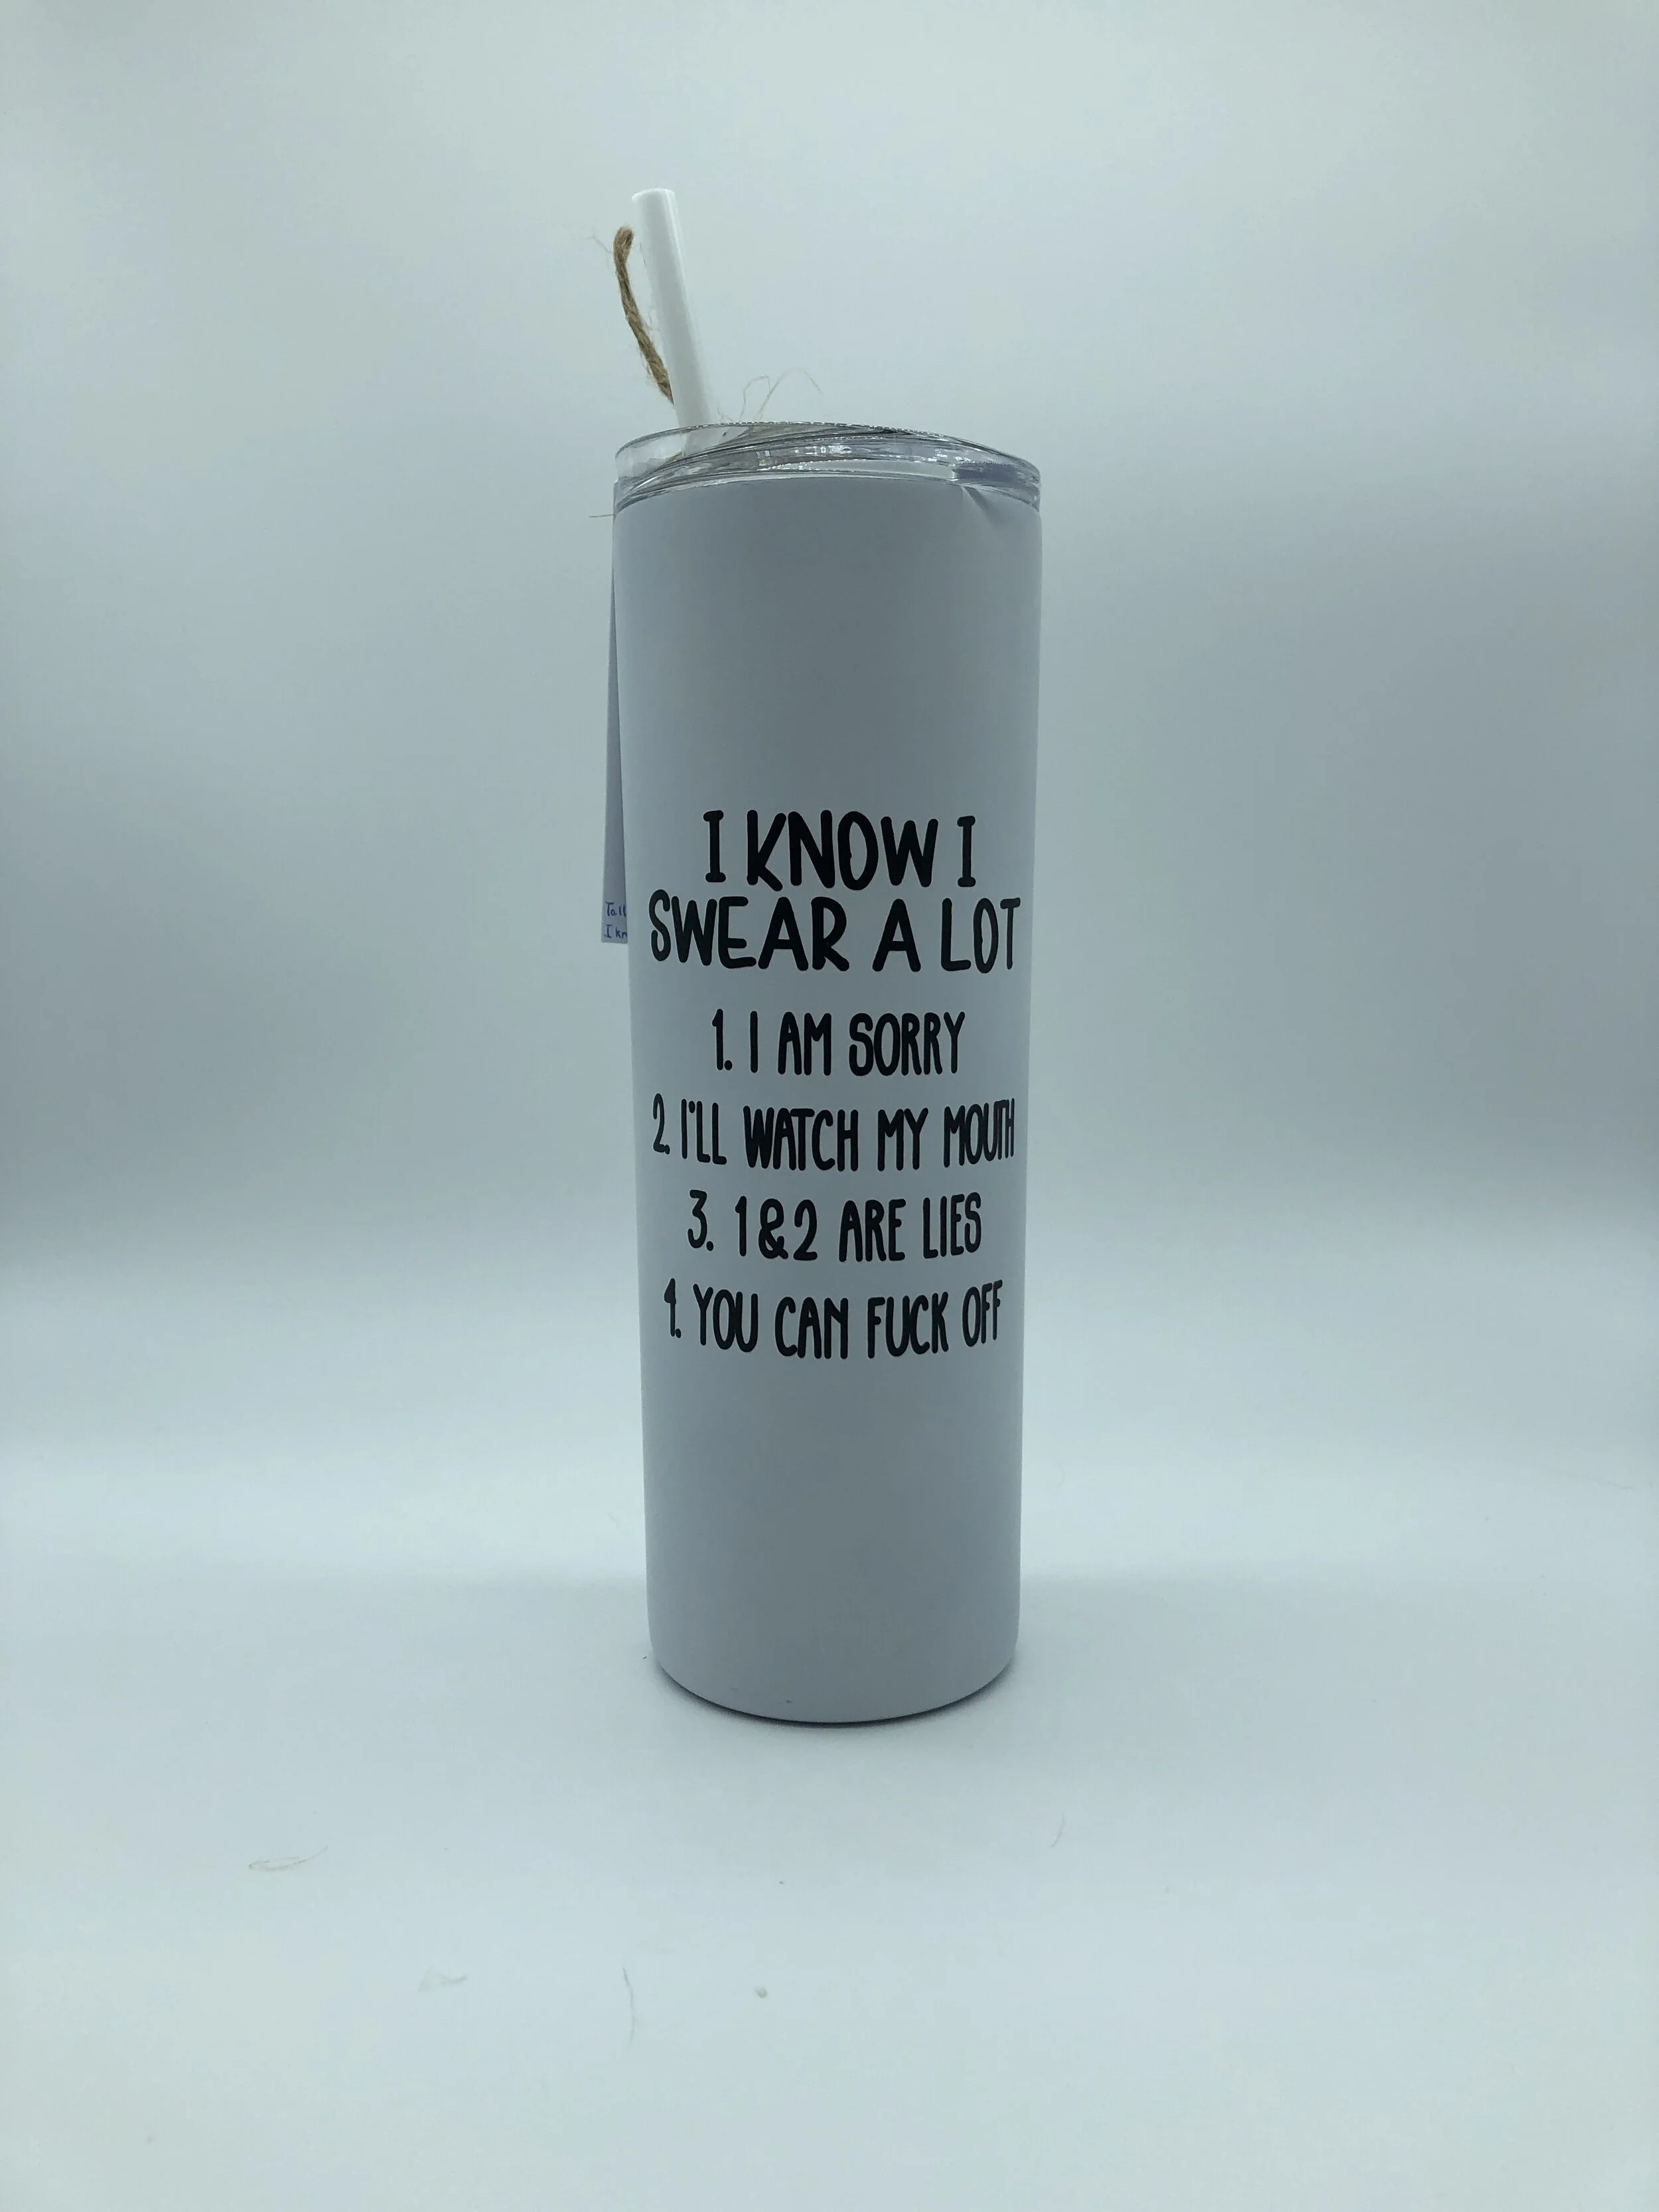 I KNOW I
SWEAR A LOT
1. I AM SORRY
2. I'LL WATCH MY MOUTH
3. 1&2 ARE LIES
4. YOU CAN FUCK OFF